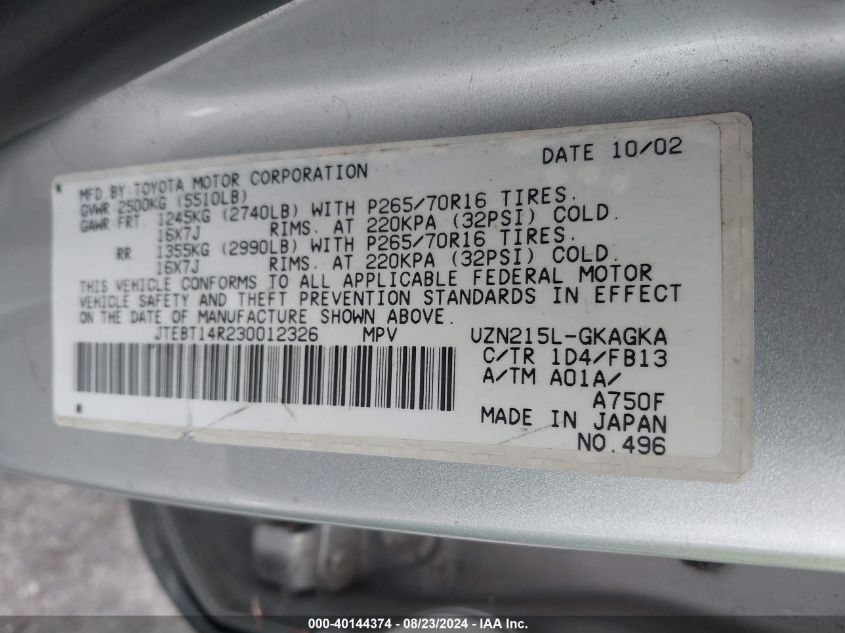 DATE 10/02
MFD BY: TOYOTA MOTOR CORPORATION
GVWR 2500KG (5510LB)
GAWR FRT. 1245KG (2740LB) WITH P265/70R16 TIRES.
16X7J RIMS. AT 220KPA (32PSI) COLD.
RR. 1355KG (2990LB) WITH P265/70R16 TIRES.
16X7J RIMS. AT 220KPA (32PSI) COLD.
THIS VEHICLE CONFORMS TO ALL APPLICABLE FEDERAL MOTOR
VEHICLE SAFETY AND THEFT PREVENTION STANDARDS IN EFFECT
ON THE DATE OF MANUFACTURE SHOWN ABOVE.
JTEBT14R230012326 MPV UZN215L-GKAGKA
C/TR 1D4/FB13
A/TM A01A/
A750F
MADE IN JAPAN
NO.496
000-40144374 | 08/23/2024 - IAA Inc.